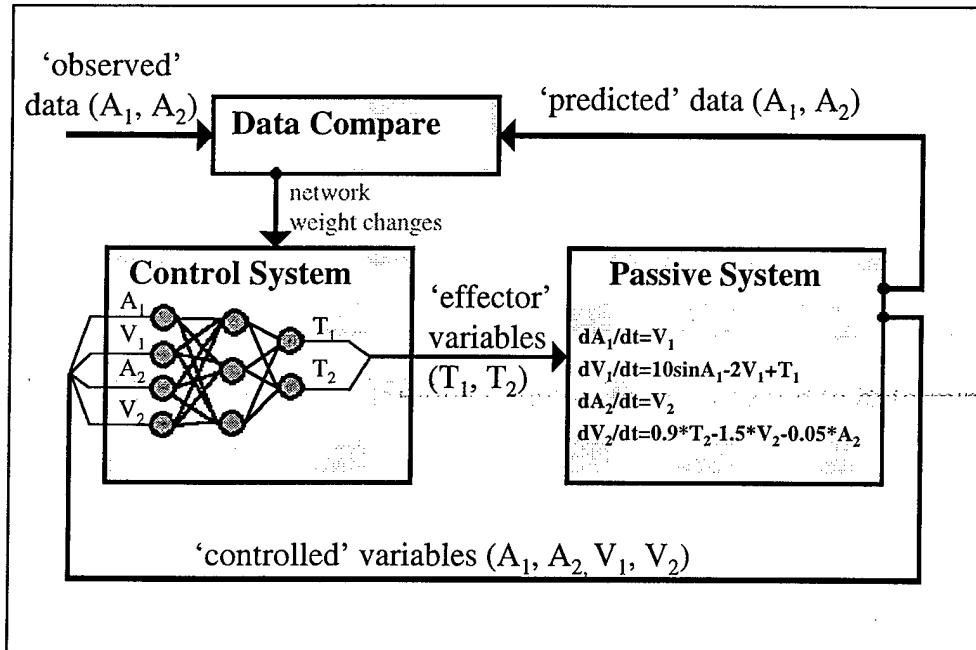 ‘observed’
data (A₁, A₂)
Data Compare
‘predicted’ data (A₁, A₂)
network
weight changes
Control System
A₁
V₁
A₂
V₂
T₁
T₂
‘effector’
variables
(T₁, T₂)
Passive System
dA₁/dt=V₁
dV₁/dt=10sinA₁-2V₁+T₁
dA₂/dt=V₂
dV₂/dt=0.9*T₂-1.5*V₂-0.05*A₂
‘controlled’ variables (A₁, A₂, V₁, V₂)